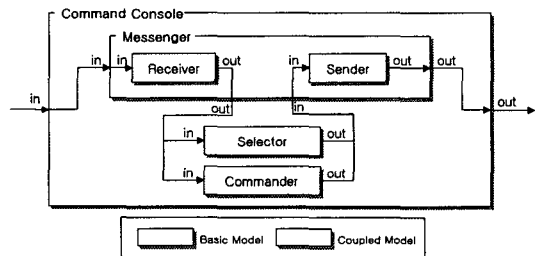 Command Console
Messenger
in
in
in
Receiver
out
in
Sender
out
out
in
out
out
in
in
Selector
out
in
Commander
out
Basic Model
Coupled Model